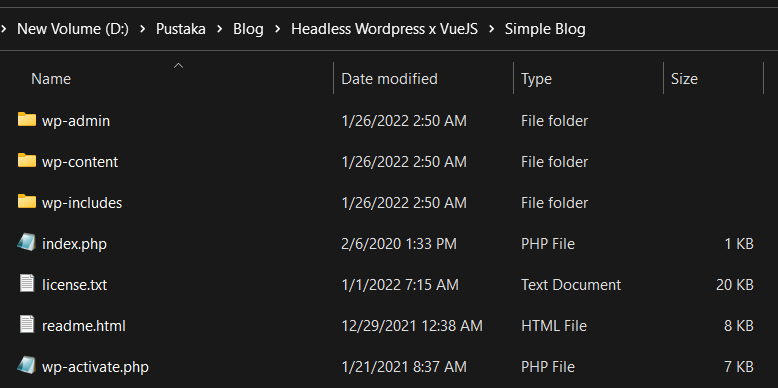 New Volume (D:) Pustaka Blog Headless Wordpress x VueJS Simple Blog
Name Date modified Type Size
wp-admin 1/26/2022 2:50 AM File folder
wp-content 1/26/2022 2:50 AM File folder
wp-includes 1/26/2022 2:50 AM File folder
index.php 2/6/2020 1:33 PM PHP File 1 KB
license.txt 1/1/2022 7:15 AM Text Document 20 KB
readme.html 12/29/2021 12:38 AM HTML File 8 KB
wp-activate.php 1/21/2021 8:37 AM PHP File 7 KB